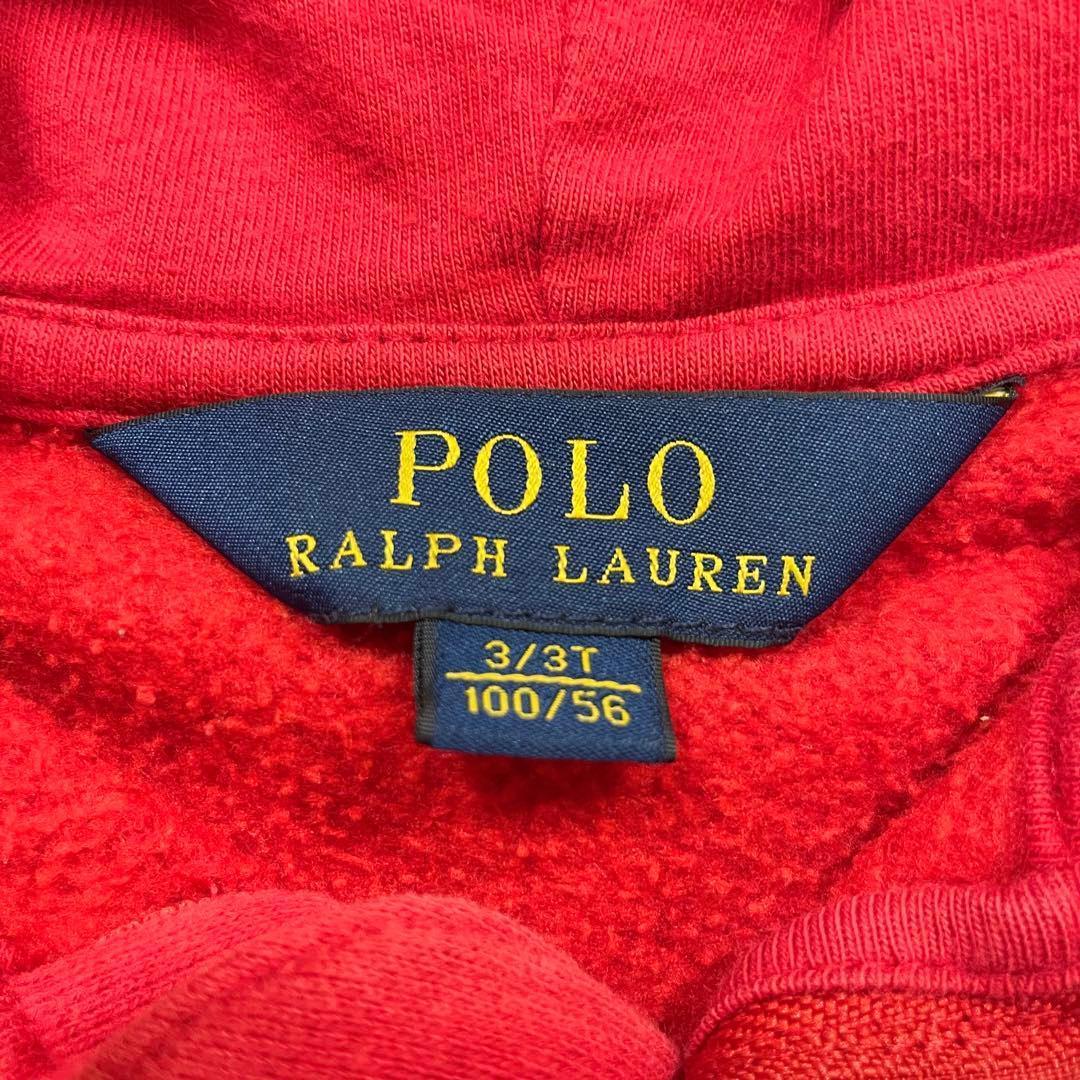 POLO
RALPH LAUREN
3/3T
100/56